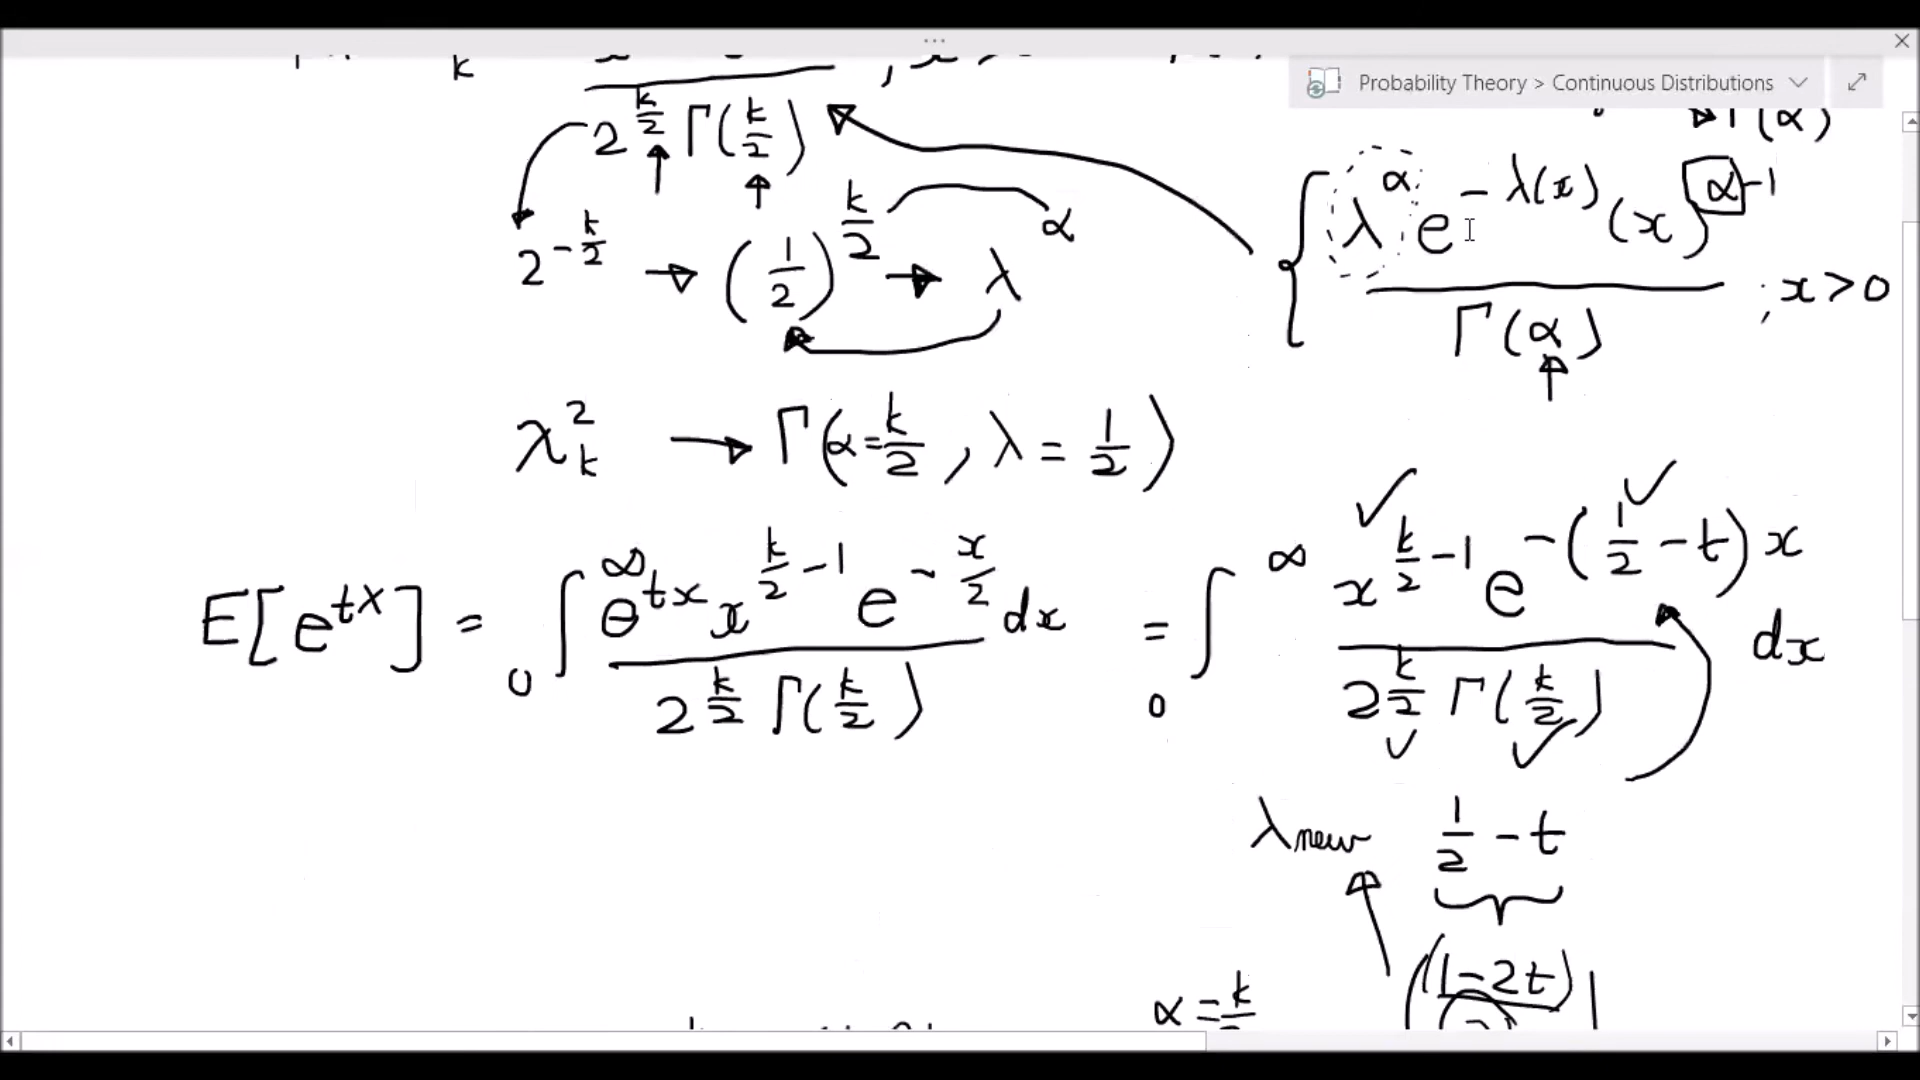 Probability Theory > Continuous Distributions
k , x >
2^{k/2} Γ(k/2)
Γ(α)
λ^α e^{-λ(x)} (x)^{α-1}
; x > 0
Γ(α)
2^{-k/2} → (1/2)^{k/2} → λ
α
χ^2_k → Γ(α = k/2, λ = 1/2)
E[e^{tX}] = ∫_0^∞ e^{tx} x^{k/2 -1} e^{-x/2} dx = ∫_0^∞ x^{k/2 -1} e^{-(1/2 - t)x} dx
2^{k/2} Γ(k/2) 2^{k/2} Γ(k/2)
λ new 1/2 - t
(1-2t)
α = k